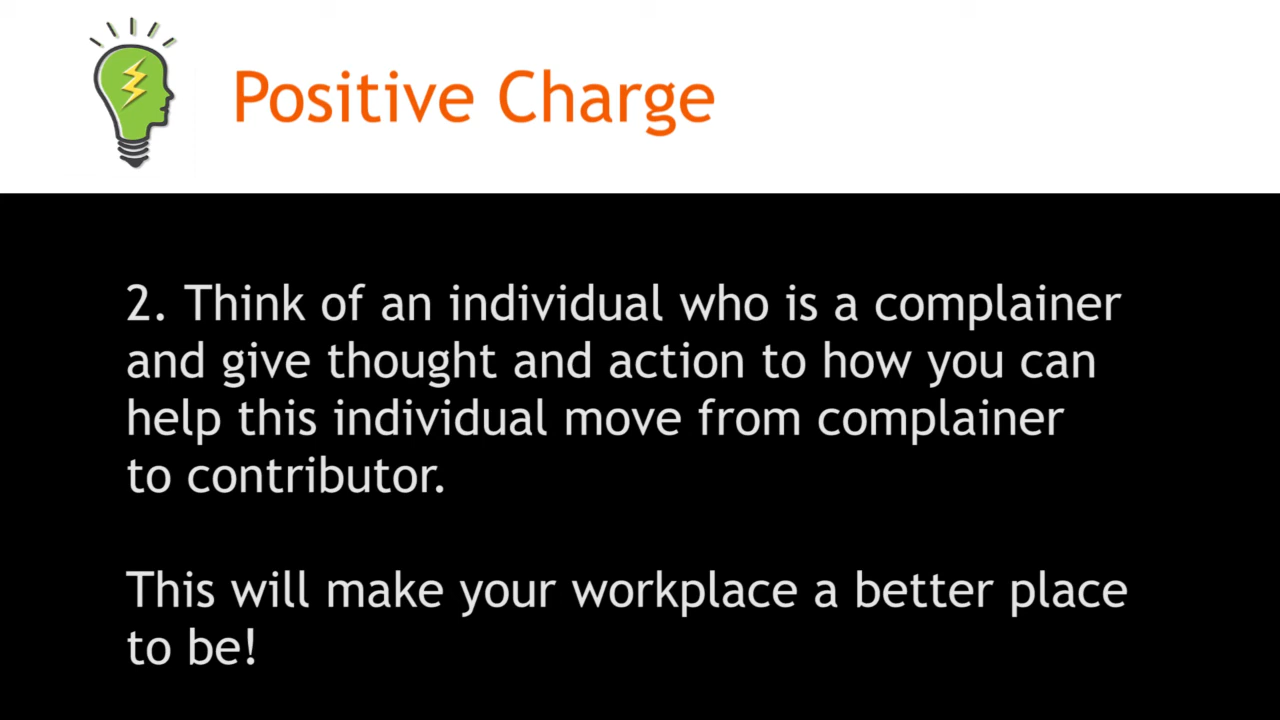 Positive Charge
2. Think of an individual who is a complainer
and give thought and action to how you can
help this individual move from complainer
to contributor.
This will make your workplace a better place
to be!